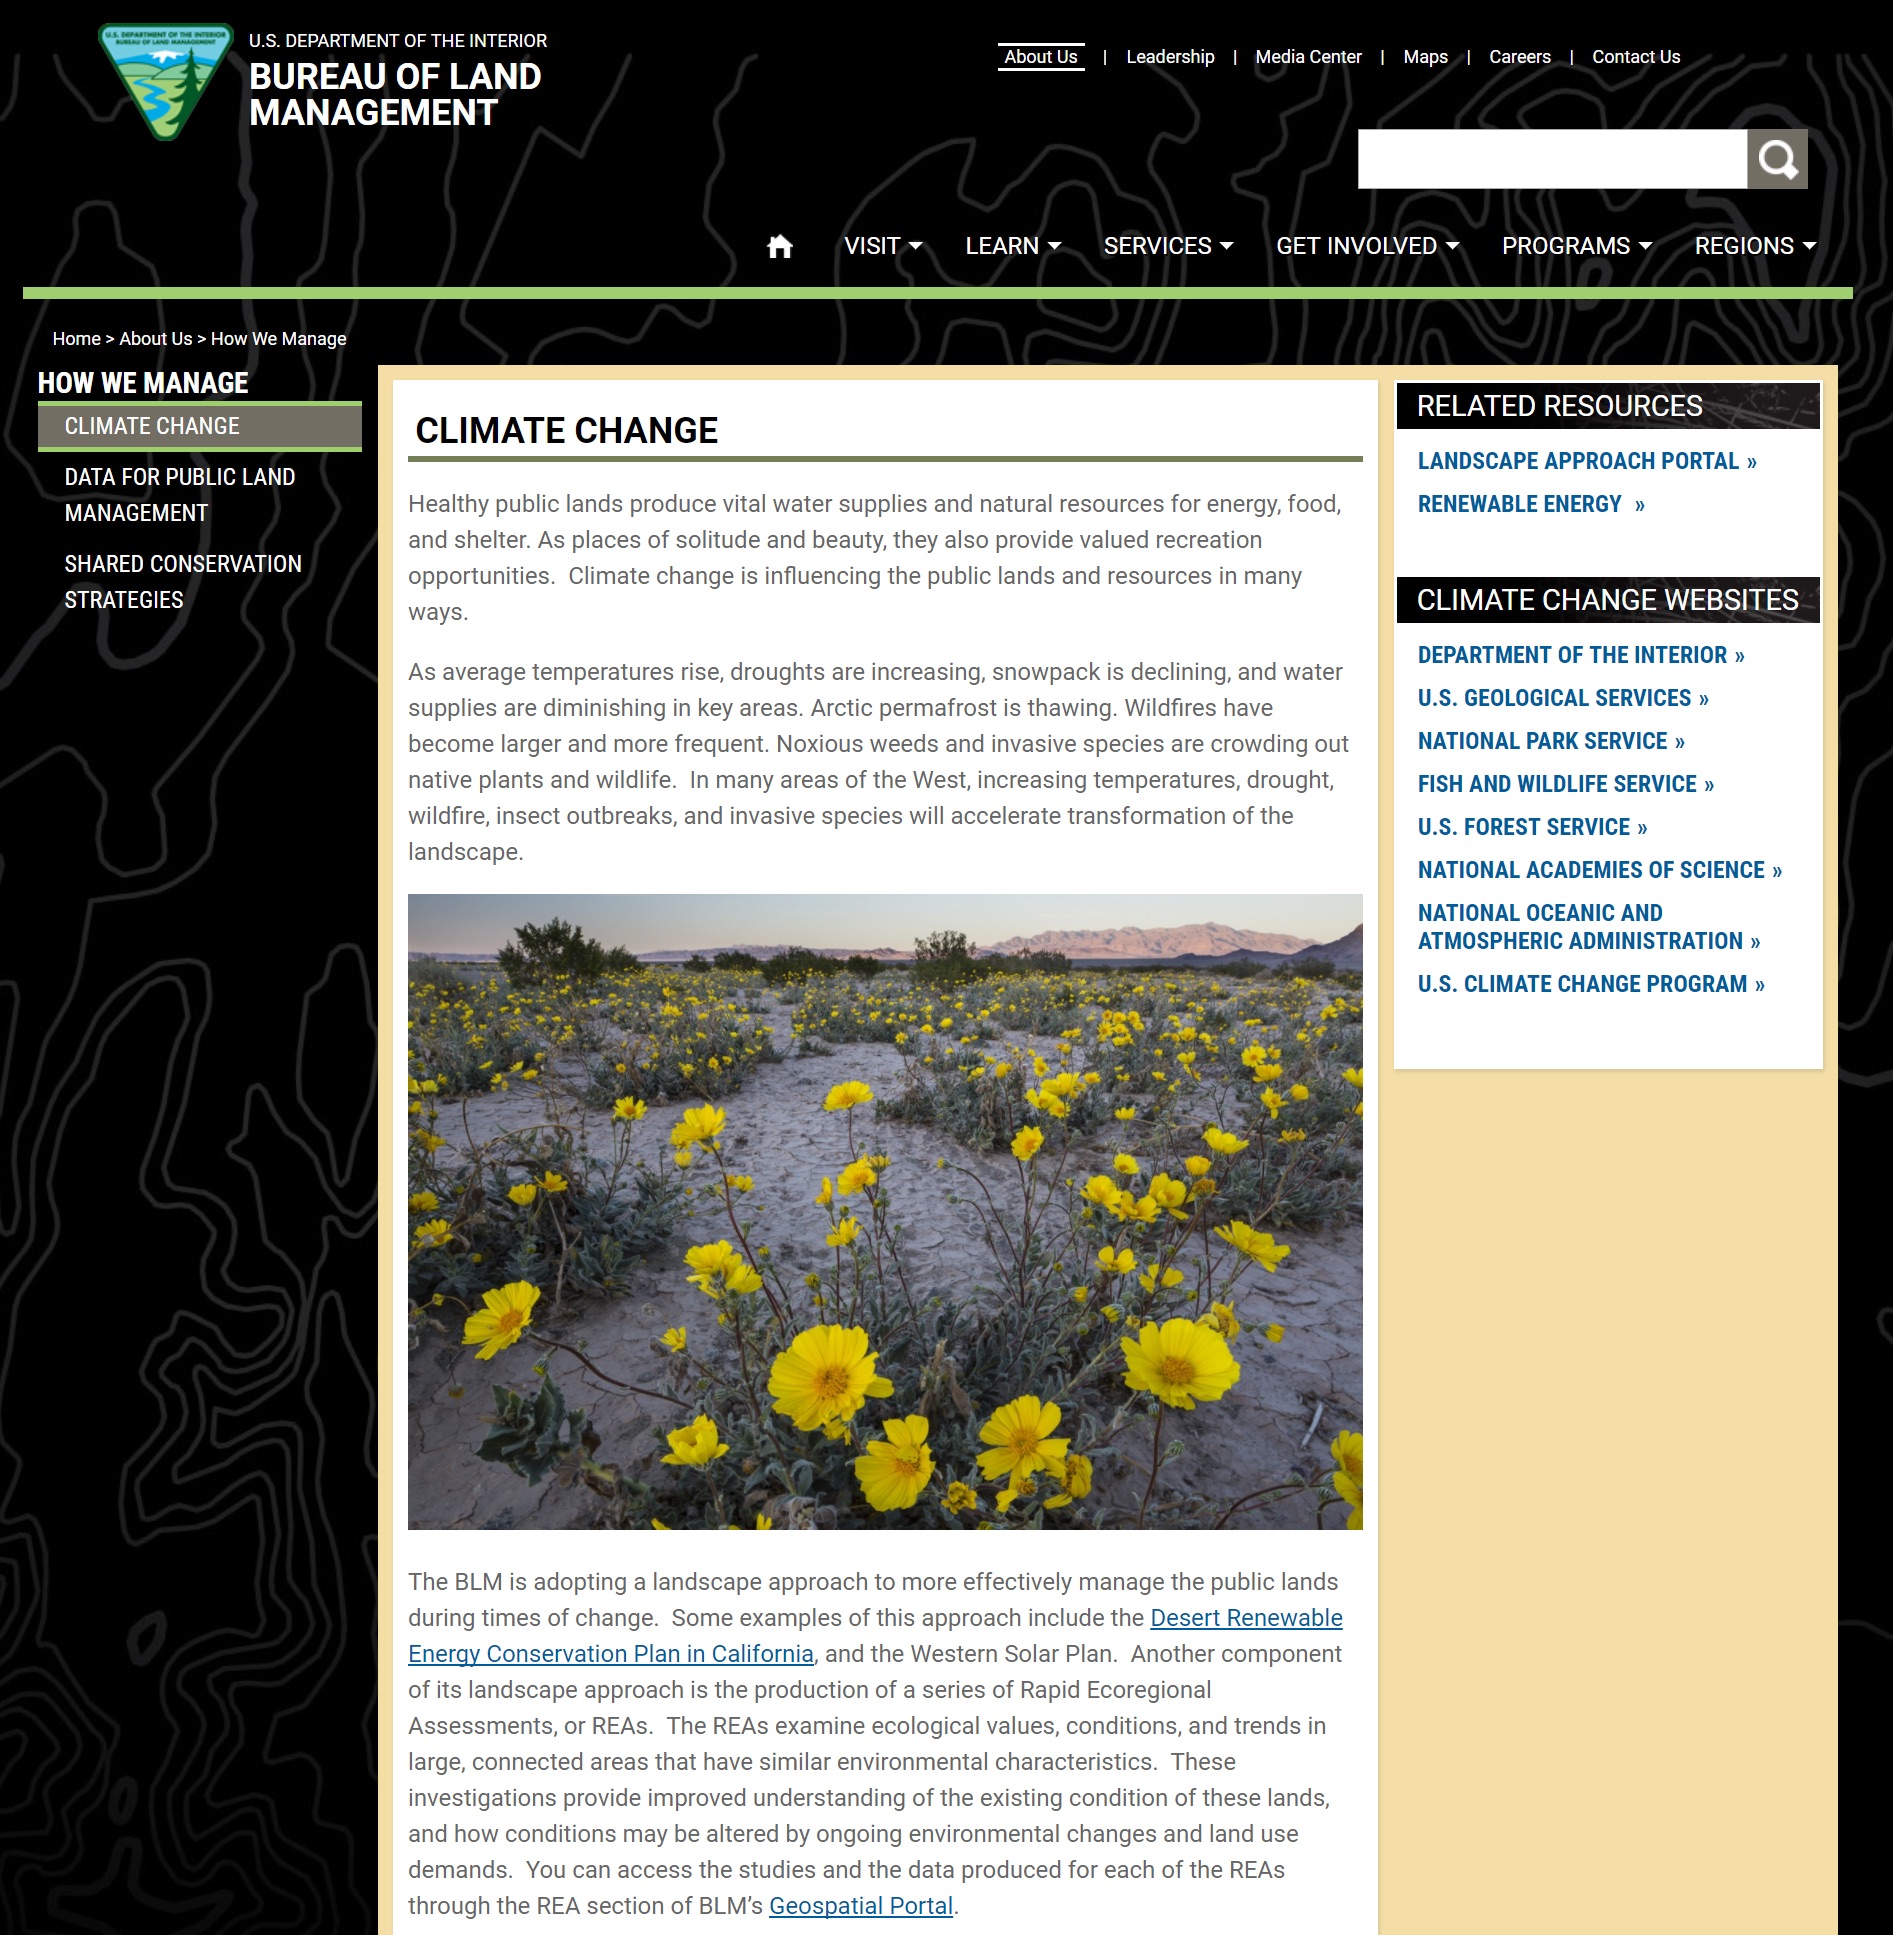 U.S. DEPARTMENT OF THE INTERIOR
BUREAU OF LAND MANAGEMENT
U.S. DEPARTMENT OF THE INTERIOR
BUREAU OF LAND
MANAGEMENT
About Us | Leadership | Media Center | Maps | Careers | Contact Us
VISIT LEARN SERVICES GET INVOLVED PROGRAMS REGIONS
Home > About Us > How We Manage
HOW WE MANAGE
CLIMATE CHANGE
DATA FOR PUBLIC LAND
MANAGEMENT
SHARED CONSERVATION
STRATEGIES
CLIMATE CHANGE
Healthy public lands produce vital water supplies and natural resources for energy, food,
and shelter. As places of solitude and beauty, they also provide valued recreation
opportunities.  Climate change is influencing the public lands and resources in many
ways.
As average temperatures rise, droughts are increasing, snowpack is declining, and water
supplies are diminishing in key areas. Arctic permafrost is thawing. Wildfires have
become larger and more frequent. Noxious weeds and invasive species are crowding out
native plants and wildlife.  In many areas of the West, increasing temperatures, drought,
wildfire, insect outbreaks, and invasive species will accelerate transformation of the
landscape.
The BLM is adopting a landscape approach to more effectively manage the public lands
during times of change.  Some examples of this approach include the Desert Renewable
Energy Conservation Plan in California, and the Western Solar Plan.  Another component
of its landscape approach is the production of a series of Rapid Ecoregional
Assessments, or REAs.  The REAs examine ecological values, conditions, and trends in
large, connected areas that have similar environmental characteristics.  These
investigations provide improved understanding of the existing condition of these lands,
and how conditions may be altered by ongoing environmental changes and land use
demands.  You can access the studies and the data produced for each of the REAs
through the REA section of BLM’s Geospatial Portal.
RELATED RESOURCES
LANDSCAPE APPROACH PORTAL »
RENEWABLE ENERGY  »
CLIMATE CHANGE WEBSITES
DEPARTMENT OF THE INTERIOR »
U.S. GEOLOGICAL SERVICES »
NATIONAL PARK SERVICE »
FISH AND WILDLIFE SERVICE »
U.S. FOREST SERVICE »
NATIONAL ACADEMIES OF SCIENCE »
NATIONAL OCEANIC AND
ATMOSPHERIC ADMINISTRATION »
U.S. CLIMATE CHANGE PROGRAM »